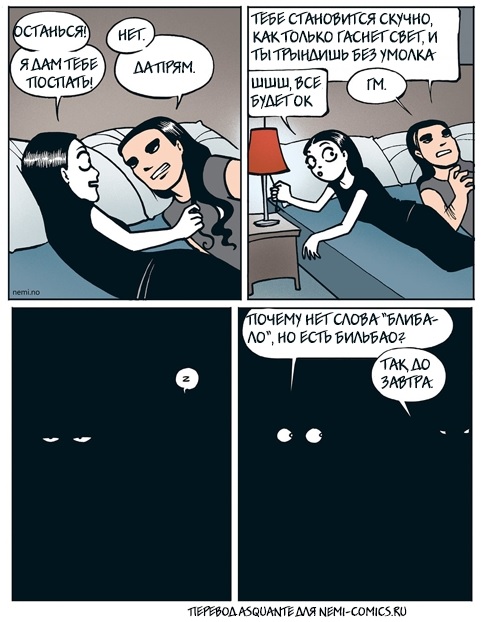 ОСТАНЬСЯ!
Я ДАМ ТЕБЕ
ПОСПАТЬ!
НЕТ.
ДА ПРЯМ.
nemi.no
ТЕБЕ СТАНОВИТСЯ СКУЧНО,
КАК ТОЛЬКО ГАСНЕТ СВЕТ, И
ТЫ ТРЫНДИШЬ БЕЗ УМОЛКА
ШШШ, ВСЕ
БУДЕТ ОК
ГМ.
Z
ПОЧЕМУ НЕТ СЛОВА "БЛИБА-
ЛО", НО ЕСТЬ БИЛЬБАО?
ТАК, ДО
ЗАВТРА.
ПЕРЕВОД ASQUANTE ДЛЯ NEMI-COMICS.RU